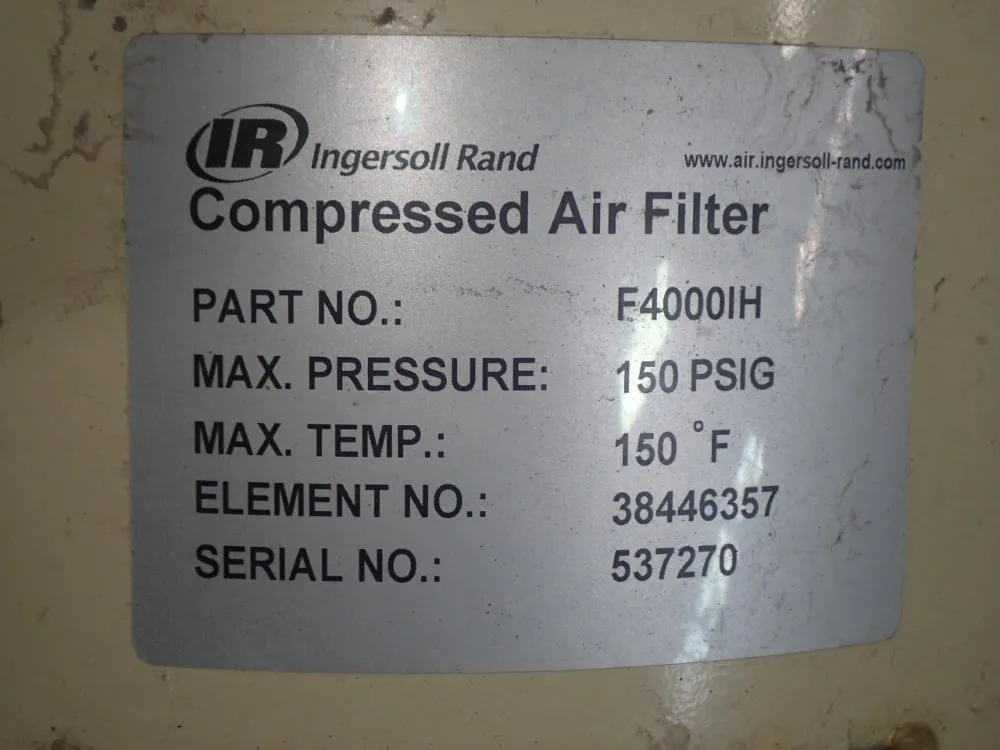 IR Ingersoll Rand www.air.ingersoll-rand.com
Compressed Air Filter
PART NO.: F4000IH
MAX. PRESSURE: 150 PSIG
MAX. TEMP.: 150 °F
ELEMENT NO.: 38446357
SERIAL NO.: 537270